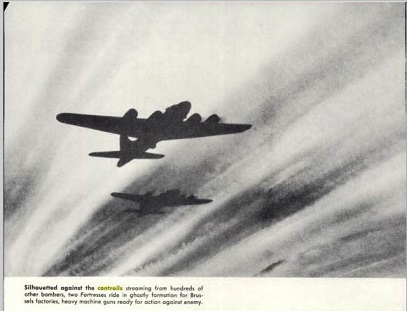 Silhouetted against the contrails streaming from hundreds of
other bombers, two Fortresses ride in ghostly formation for Brus-
sels factories, heavy machine guns ready for action against enemy.